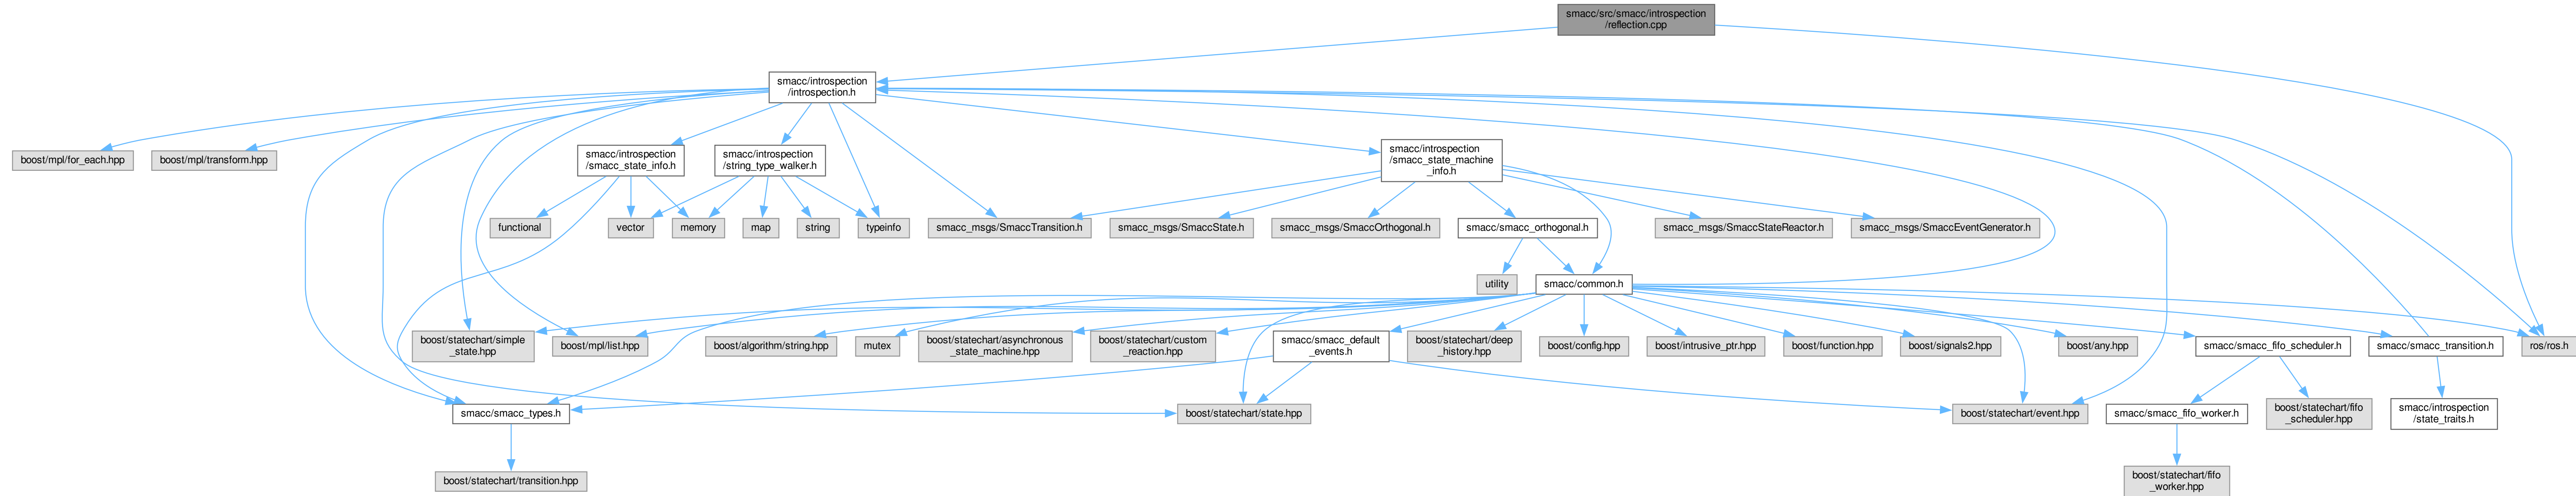 smacc/src/smacc/introspection
/reflection.cpp
smacc/introspection
/introspection.h
boost/mpl/for_each.hpp
boost/mpl/transform.hpp
smacc/introspection
/smacc_state_info.h
smacc/introspection
/string_type_walker.h
smacc/introspection
/smacc_state_machine
_info.h
functional
vector
memory
map
string
typeinfo
smacc_msgs/SmaccTransition.h
smacc_msgs/SmaccState.h
smacc_msgs/SmaccOrthogonal.h
smacc/smacc_orthogonal.h
smacc_msgs/SmaccStateReactor.h
smacc_msgs/SmaccEventGenerator.h
utility
smacc/common.h
boost/statechart/simple
_state.hpp
boost/mpl/list.hpp
boost/algorithm/string.hpp
mutex
boost/statechart/asynchronous
_state_machine.hpp
boost/statechart/custom
_reaction.hpp
smacc/smacc_default
_events.h
boost/statechart/deep
_history.hpp
boost/config.hpp
boost/intrusive_ptr.hpp
boost/function.hpp
boost/signals2.hpp
boost/any.hpp
smacc/smacc_fifo_scheduler.h
smacc/smacc_transition.h
ros/ros.h
smacc/smacc_types.h
boost/statechart/state.hpp
boost/statechart/event.hpp
smacc/smacc_fifo_worker.h
boost/statechart/fifo
_scheduler.hpp
smacc/introspection
/state_traits.h
boost/statechart/transition.hpp
boost/statechart/fifo
_worker.hpp